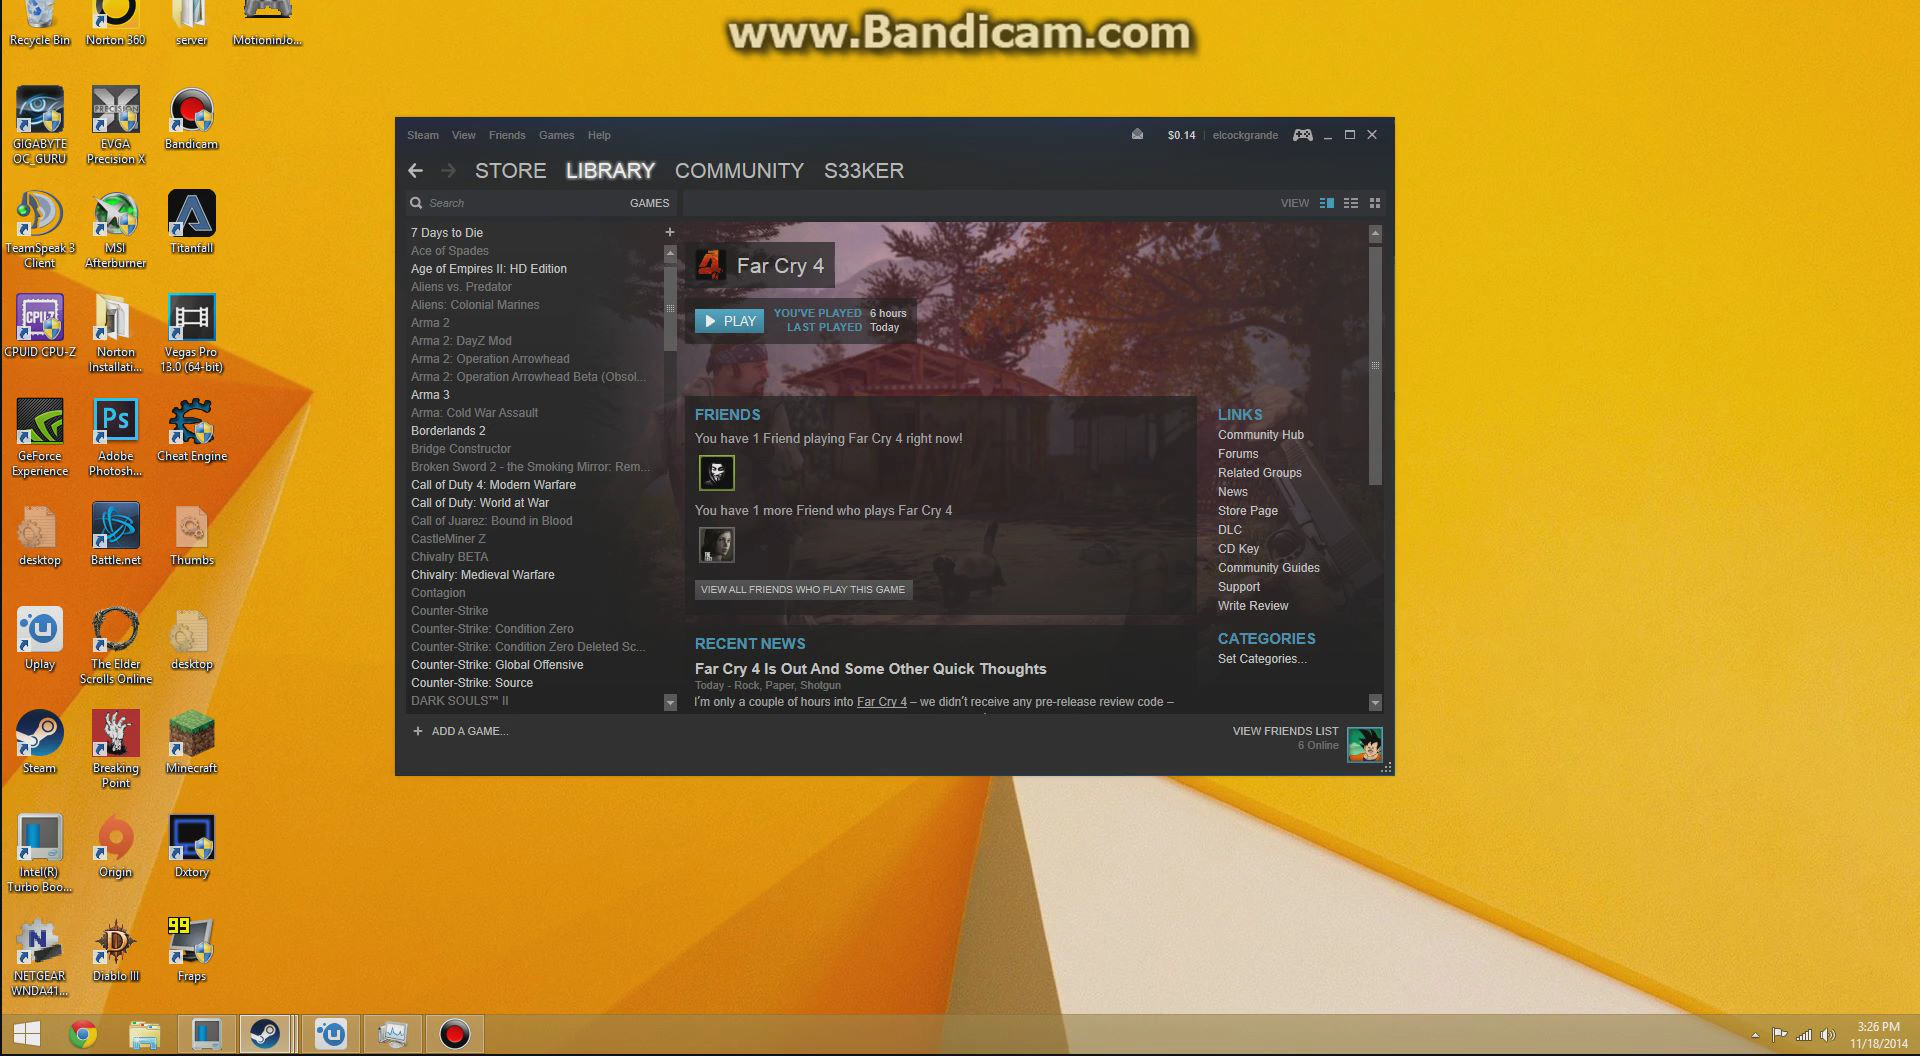 www.Bandicam.com
Recycle Bin
Norton 360
server
MotioninJo...
GIGABYTE
OC_GURU
EVGA
Precision X
Bandicam
TeamSpeak 3
Client
MSI
Afterburner
Titanfall
CPUID CPU-Z
Norton
Installati...
Vegas Pro
13.0 (64-bit)
GeForce
Experience
Adobe
Photosh...
Cheat Engine
desktop
Battle.net
Thumbs
Uplay
The Elder
Scrolls Online
desktop
Steam
Breaking
Point
Minecraft
Intel(R)
Turbo Boo...
Origin
Dxtory
NETGEAR
WNDA41...
Diablo III
99
Fraps
Steam View Friends Games Help
$0.14 elcockgrande
STORE LIBRARY COMMUNITY S33KER
Search GAMES
VIEW
7 Days to Die
Ace of Spades
Age of Empires II: HD Edition
Aliens vs. Predator
Aliens: Colonial Marines
Arma 2
Arma 2: DayZ Mod
Arma 2: Operation Arrowhead
Arma 2: Operation Arrowhead Beta (Obsol...
Arma 3
Arma: Cold War Assault
Borderlands 2
Bridge Constructor
Broken Sword 2 - the Smoking Mirror: Rem...
Call of Duty 4: Modern Warfare
Call of Duty: World at War
Call of Juarez: Bound in Blood
CastleMiner Z
Chivalry BETA
Chivalry: Medieval Warfare
Contagion
Counter-Strike
Counter-Strike: Condition Zero
Counter-Strike: Condition Zero Deleted Sc...
Counter-Strike: Global Offensive
Counter-Strike: Source
DARK SOULS™ II
+ ADD A GAME...
Far Cry 4
PLAY
YOU'VE PLAYED 6 hours
LAST PLAYED Today
FRIENDS
You have 1 Friend playing Far Cry 4 right now!
You have 1 more Friend who plays Far Cry 4
VIEW ALL FRIENDS WHO PLAY THIS GAME
RECENT NEWS
Far Cry 4 Is Out And Some Other Quick Thoughts
Today - Rock, Paper, Shotgun
I'm only a couple of hours into Far Cry 4 – we didn't receive any pre-release review code –
LINKS
Community Hub
Forums
Related Groups
News
Store Page
DLC
CD Key
Community Guides
Support
Write Review
CATEGORIES
Set Categories...
VIEW FRIENDS LIST
6 Online
3:26 PM
11/18/2014